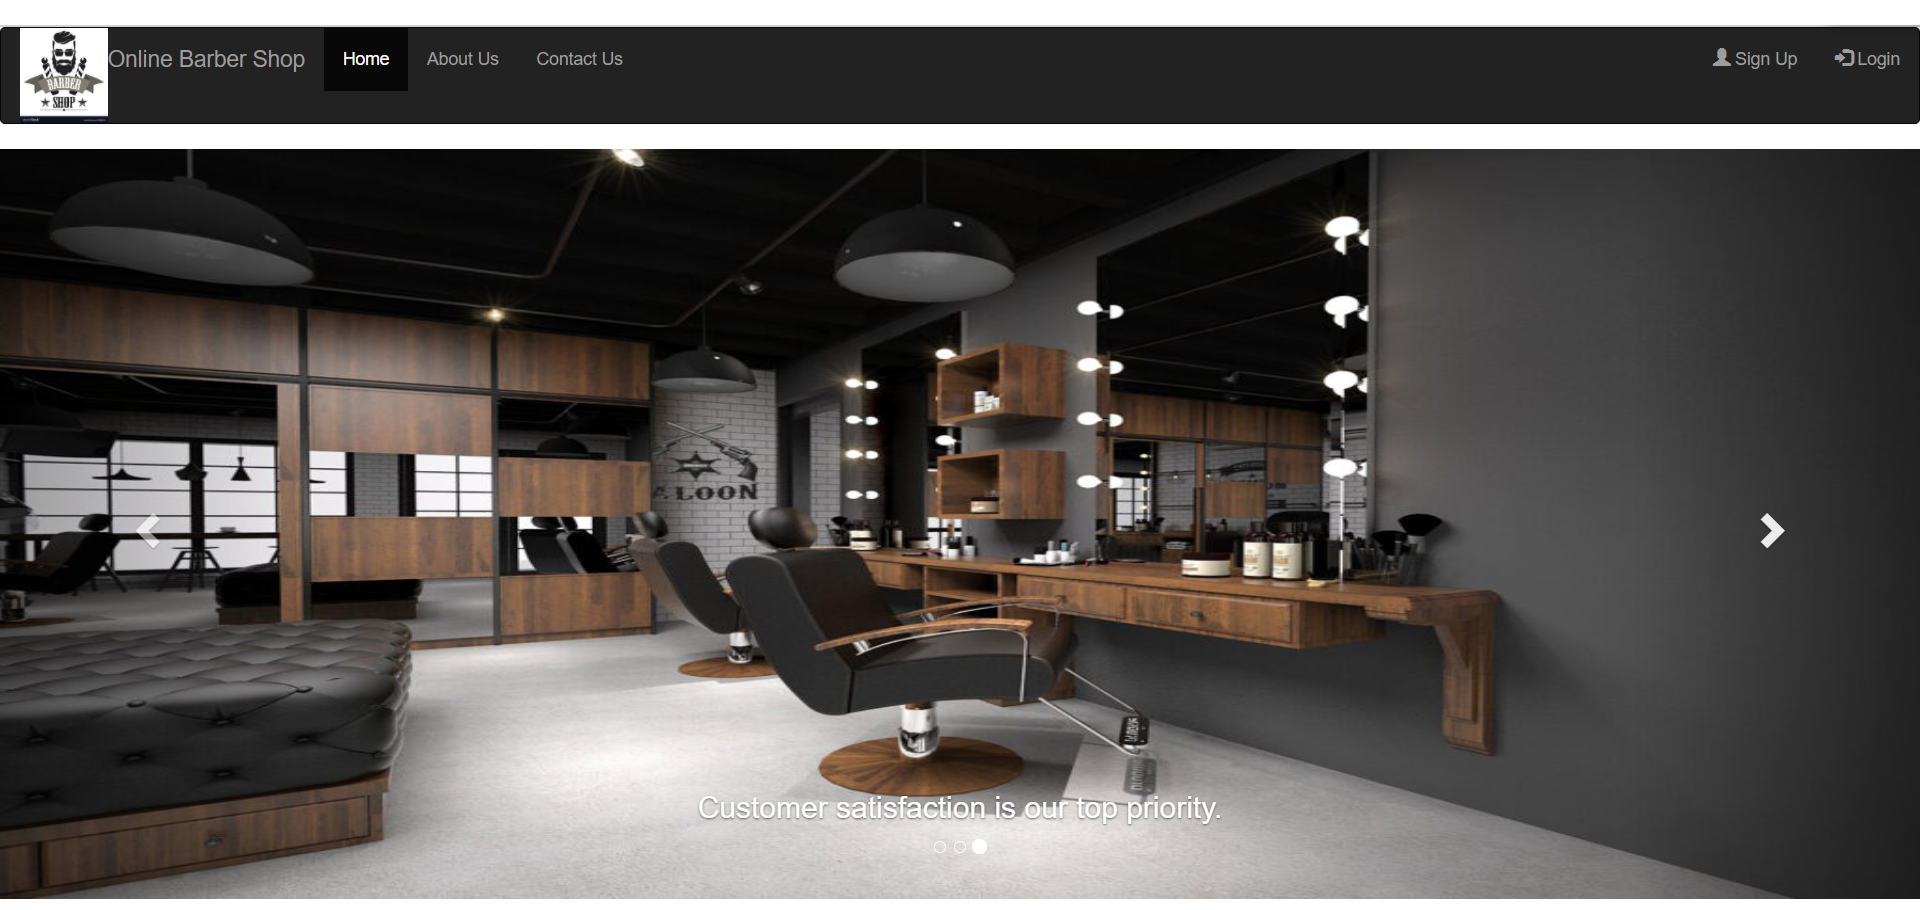 BARBER
SHOP
Online Barber Shop
Home
About Us
Contact Us
Sign Up
Login
ALOON
Customer satisfaction is our top priority.